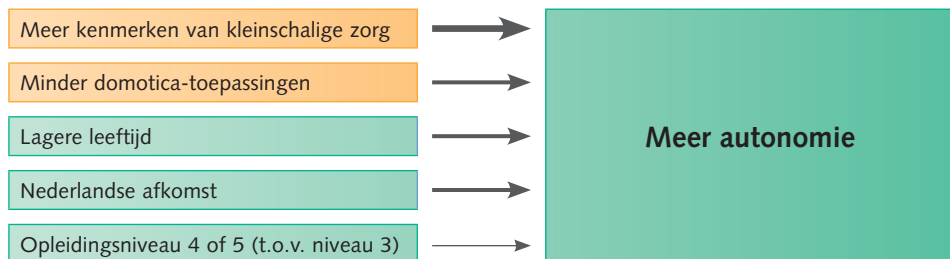 Meer kenmerken van kleinschalige zorg
Minder domotica-toepassingen
Lagere leeftijd
Nederlandse afkomst
Opleidingsniveau 4 of 5 (t.o.v. niveau 3)
Meer autonomie